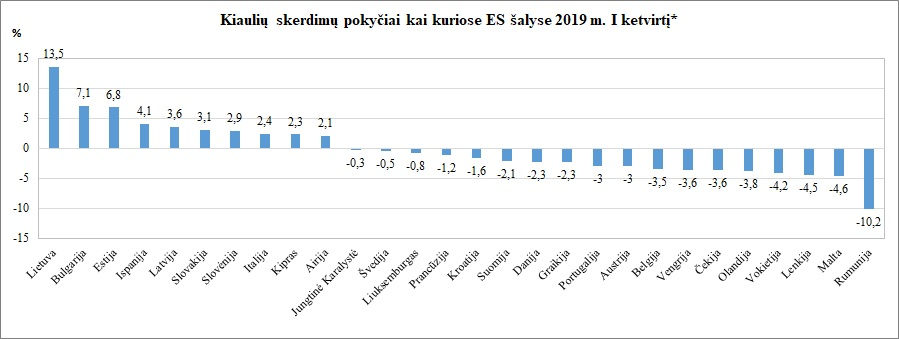 Kiaulių skerdimų pokyčiai kai kuriose ES šalyse 2019 m. I ketvirtį*
%
15
10
5
0
-5
-10
-15
13,5
7,1
6,8
4,1
3,6
3,1
2,9
2,4
2,3
2,1
-0,3
-0,5
-0,8
-1,2
-1,6
-2,1
-2,3
-2,3
-3
-3
-3,5
-3,6
-3,6
-3,8
-4,2
-4,5
-4,6
-10,2
Lietuva
Bulgarija
Estija
Ispanija
Latvija
Slovakija
Slovėnija
Italija
Kipras
Airija
Jungtinė Karalystė
Švedija
Liuksemburgas
Prancūzija
Kroatija
Suomija
Danija
Graikija
Portugalija
Austrija
Belgija
Vengrija
Čekija
Olandija
Vokietija
Lenkija
Malta
Rumunija